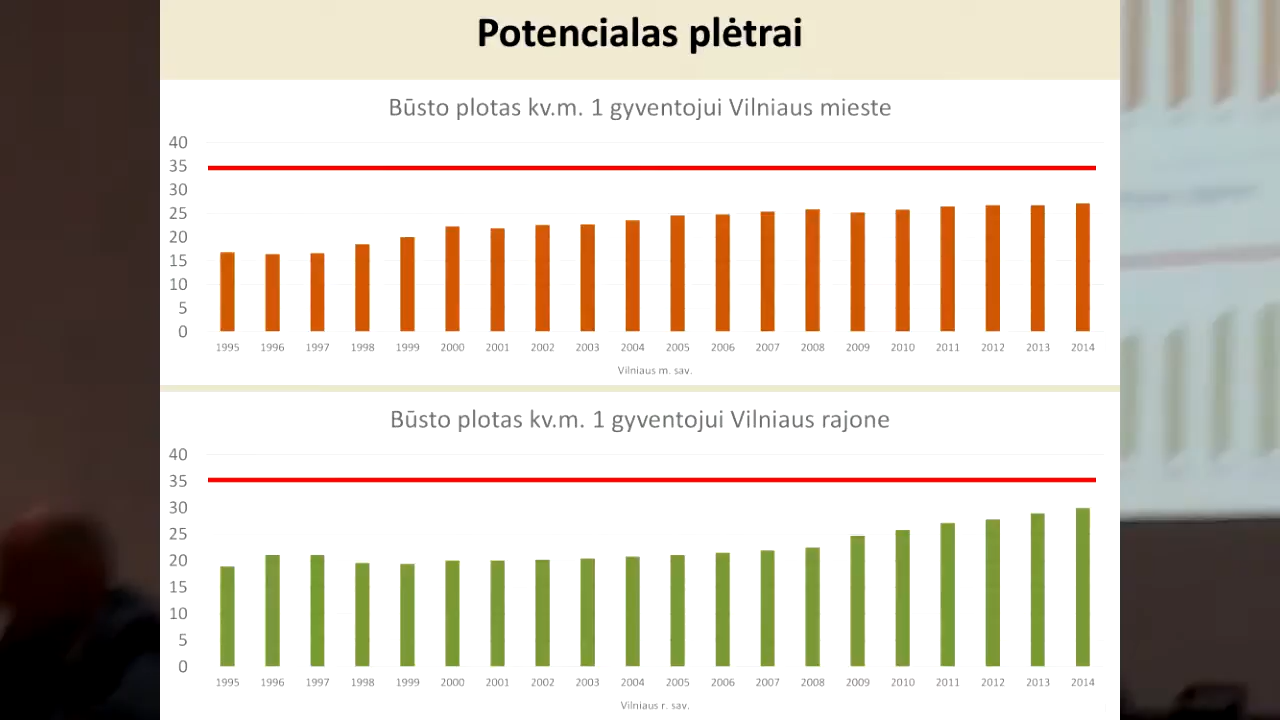 Potencialas plėtrai
Būsto plotas kv.m. 1 gyventojui Vilniaus mieste
40
35
30
25
20
15
10
5
0
1995 1996 1997 1998 1999 2000 2001 2002 2003 2004 2005 2006 2007 2008 2009 2010 2011 2012 2013 2014
Vilniaus m. sav.
Būsto plotas kv.m. 1 gyventojui Vilniaus rajone
40
35
30
25
20
15
10
5
0
1995 1996 1997 1998 1999 2000 2001 2002 2003 2004 2005 2006 2007 2008 2009 2010 2011 2012 2013 2014
Vilniaus r. sav.